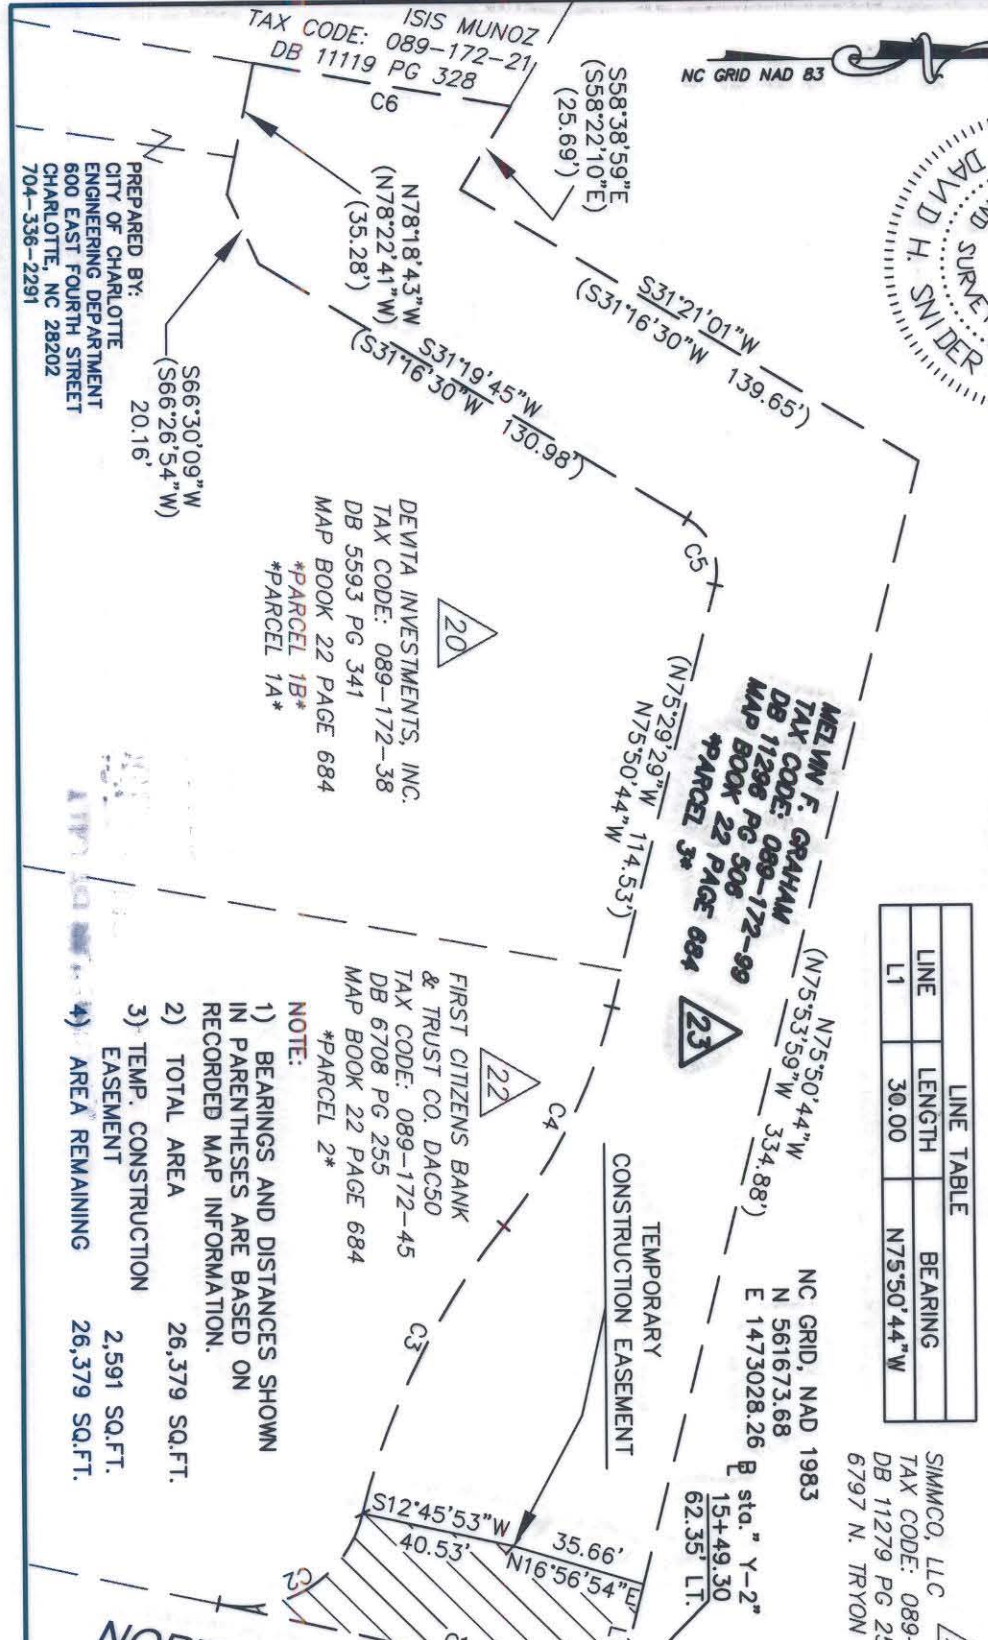 ISIS MUNOZ
TAX CODE: 089-172-21
DB 11119 PG 328
C6
NC GRID NAD 83
DAVID H. SNIDER
S58°38'59"E
(S58°22'10"E)
(25.69')
N78°18'43"W
(N78°22'41"W)
(35.28')
S31°21'01"W
(S31°16'30"W 139.65')
S31°19'45"W
(S31°16'30"W 130.98')
PREPARED BY:
CITY OF CHARLOTTE
ENGINEERING DEPARTMENT
600 EAST FOURTH STREET
CHARLOTTE, NC 28202
704-336-2291
S66°30'09"W
(S66°26'54"W)
20.16'
C5
20
DEVITA INVESTMENTS, INC.
TAX CODE: 089-172-38
DB 5593 PG 341
MAP BOOK 22 PAGE 684
*PARCEL 1B*
*PARCEL 1A*
(N75°29'29"W 114.53')
N75°50'44"W
MELVIN F. GRAHAM
TAX CODE: 089-172-99
DB 11296 PG 506
MAP BOOK 22 PAGE 684
*PARCEL 3*
23
N75°50'44"W
(N75°53'59"W 334.88')
LINE TABLE
LINE LENGTH BEARING
L1 30.00 N75°50'44"W
22
FIRST CITIZENS BANK
& TRUST CO. DAC50
TAX CODE: 089-172-45
DB 6708 PG 255
MAP BOOK 22 PAGE 684
*PARCEL 2*
C4
C3
NOTE:
1) BEARINGS AND DISTANCES SHOWN
IN PARENTHESES ARE BASED ON
RECORDED MAP INFORMATION.
2) TOTAL AREA 26,379 SQ.FT.
3) TEMP. CONSTRUCTION
EASEMENT 2,591 SQ.FT.
4) AREA REMAINING 26,379 SQ.FT.
TEMPORARY
CONSTRUCTION EASEMENT
NC GRID, NAD 1983
N 561673.68
E 1473028.26
BL sta." Y-2"
15+49.30
62.35' LT.
SIMMCO, LLC
TAX CODE: 089-
DB 11279 PG
6797 N. TRYON
S12°45'53"W
40.53'
35.66'
N16°56'54"E
C2